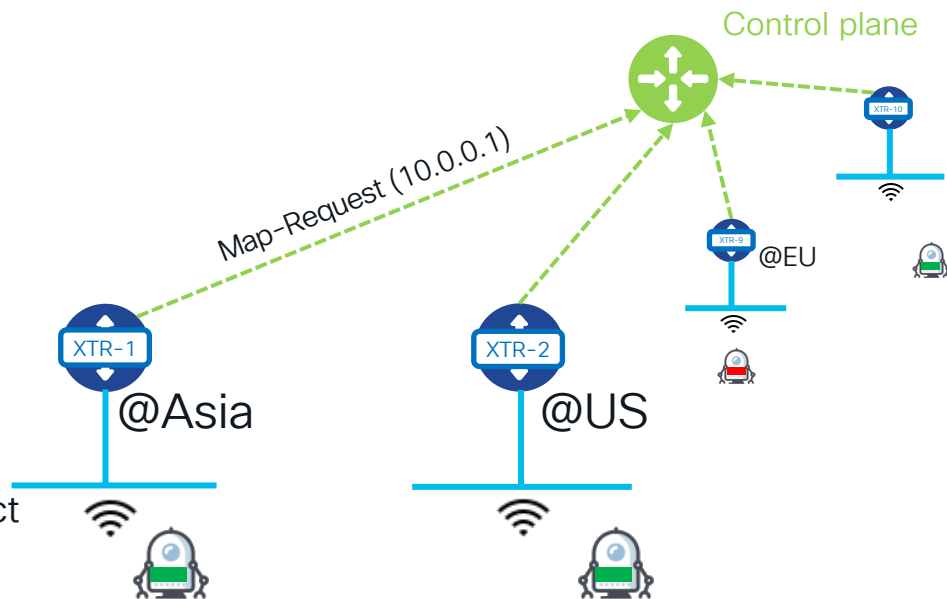 Control plane
XTR-10
Map-Request (10.0.0.1)
XTR-9
@EU
XTR-1
XTR-2
@Asia
@US
ct